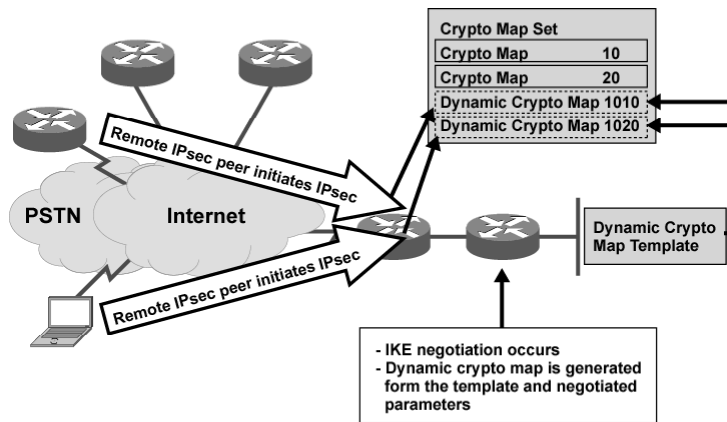 Crypto Map Set
Crypto Map 10
Crypto Map 20
Dynamic Crypto Map 1010
Dynamic Crypto Map 1020
Remote IPsec peer initiates IPsec
PSTN
Internet
Dynamic Crypto
Map Template
Remote IPsec peer initiates IPsec
- IKE negotiation occurs
- Dynamic crypto map is generated
form the template and negotiated
parameters